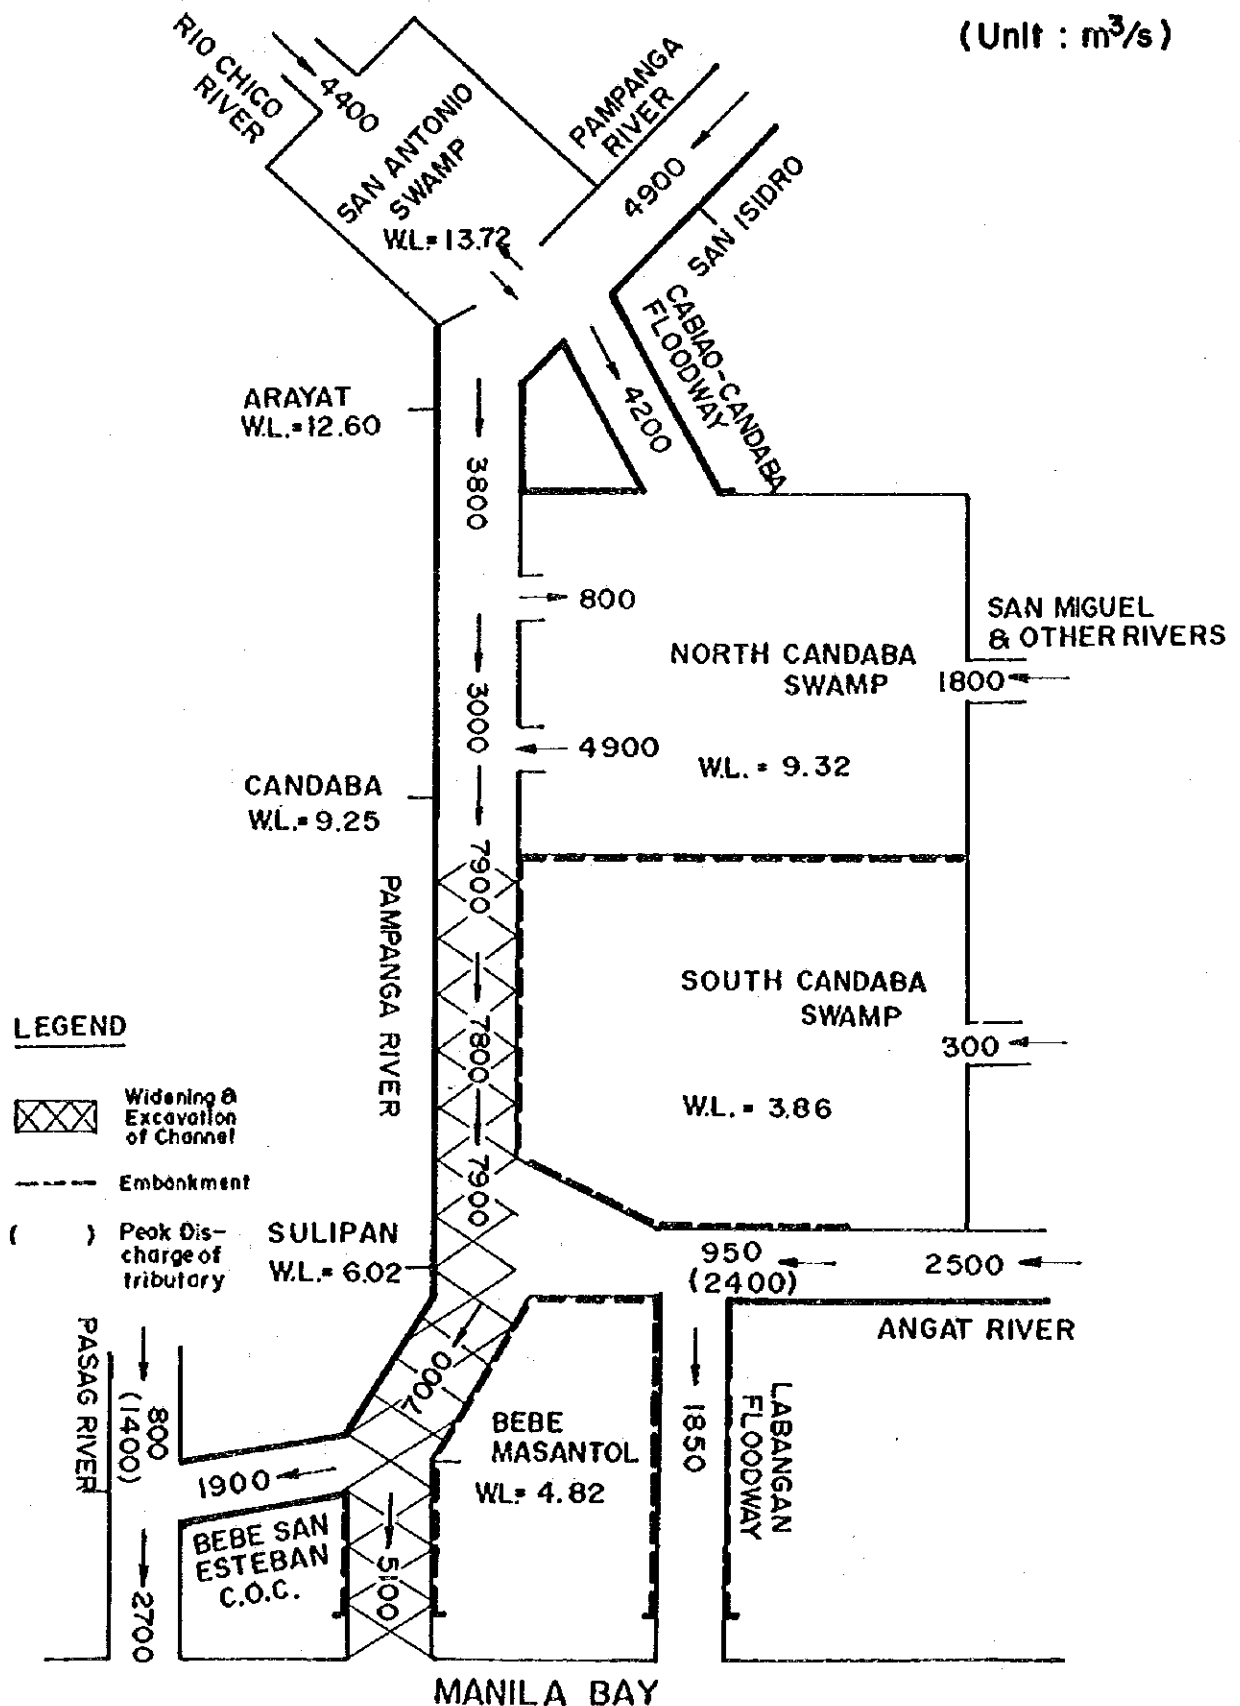 (Unit : m³/s)
RIO CHICO
RIVER
4400
SAN ANTONIO
SWAMP
W.L.= 13.72
PAMPANGA
RIVER
4900
SAN ISIDRO
CABIAO-CANDABA
FLOODWAY
4200
ARAYAT
W.L.= 12.60
3800
800
SAN MIGUEL
& OTHER RIVERS
1800
NORTH CANDABA
SWAMP
W.L. = 9.32
3000
4900
CANDABA
W.L.= 9.25
7900
PAMPANGA RIVER
SOUTH CANDABA
SWAMP
300
W.L. = 3.86
7800
7900
LEGEND
Widening &
Excavation
of Channel
Embankment
( ) Peak Dis-
charge of
tributary
SULIPAN
W.L.= 6.02
950
(2400)
2500
ANGAT RIVER
PASAG RIVER
800
(1400)
7000
1900
BEBE
MASANTOL
WL= 4.82
1850
LABANGAN
FLOODWAY
BEBE SAN
ESTEBAN
C.O.C.
5100
2700
MANILA BAY